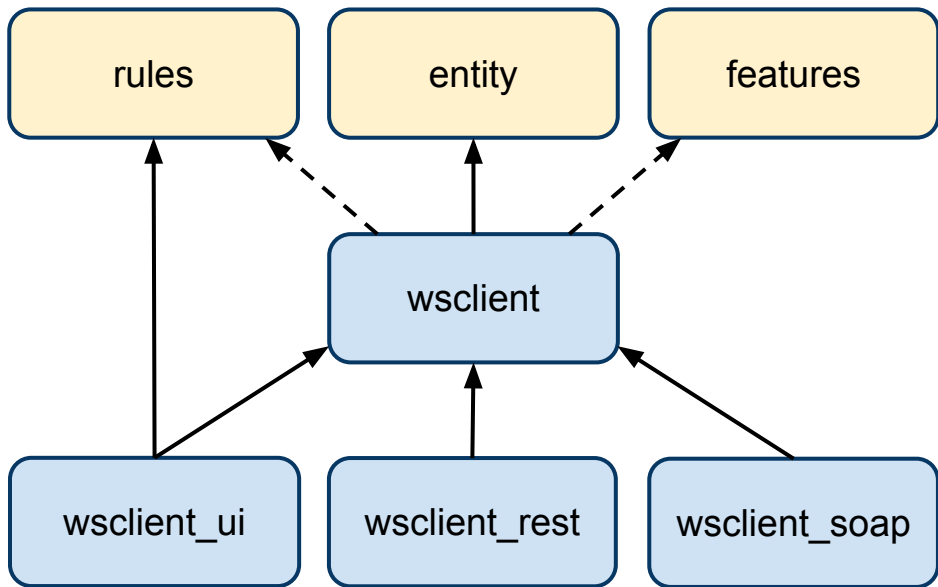 rules
entity
features
wsclient
wsclient_ui
wsclient_rest
wsclient_soap